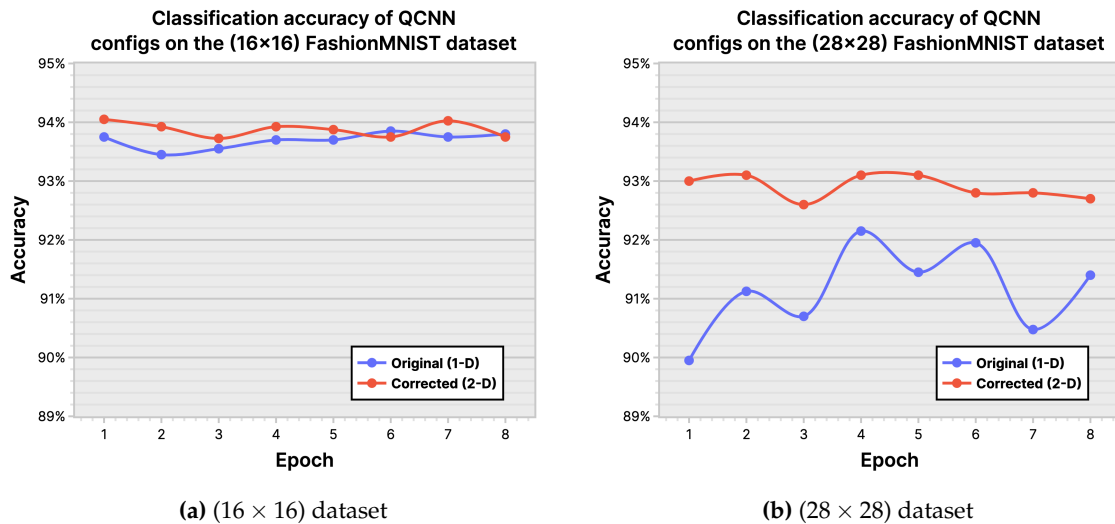 Classification accuracy of QCNN
configs on the (16×16) FashionMNIST dataset
95%
94%
93%
92%
91%
90%
89%
Accuracy
1 2 3 4 5 6 7 8
Epoch
Original (1-D)
Corrected (2-D)
(a) (16 × 16) dataset
Classification accuracy of QCNN
configs on the (28×28) FashionMNIST dataset
95%
94%
93%
92%
91%
90%
89%
Accuracy
1 2 3 4 5 6 7 8
Epoch
Original (1-D)
Corrected (2-D)
(b) (28 × 28) dataset